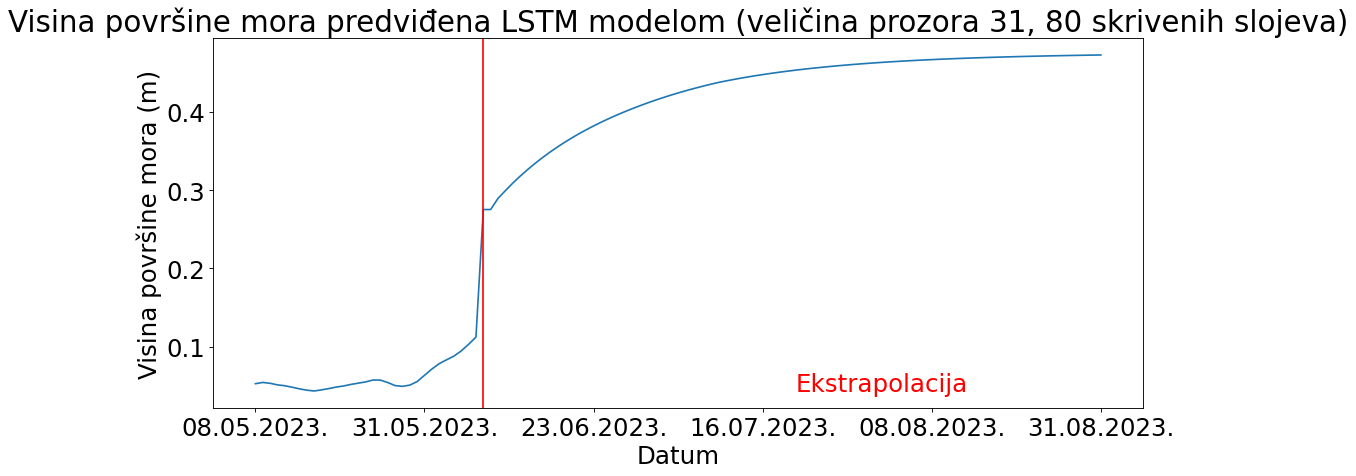 Visina površine mora predviđena LSTM modelom (veličina prozora 31, 80 skrivenih slojeva)
Visina površine mora (m)
0.4
0.3
0.2
0.1
Ekstrapolacija
08.05.2023. 31.05.2023. 23.06.2023. 16.07.2023. 08.08.2023. 31.08.2023.
Datum